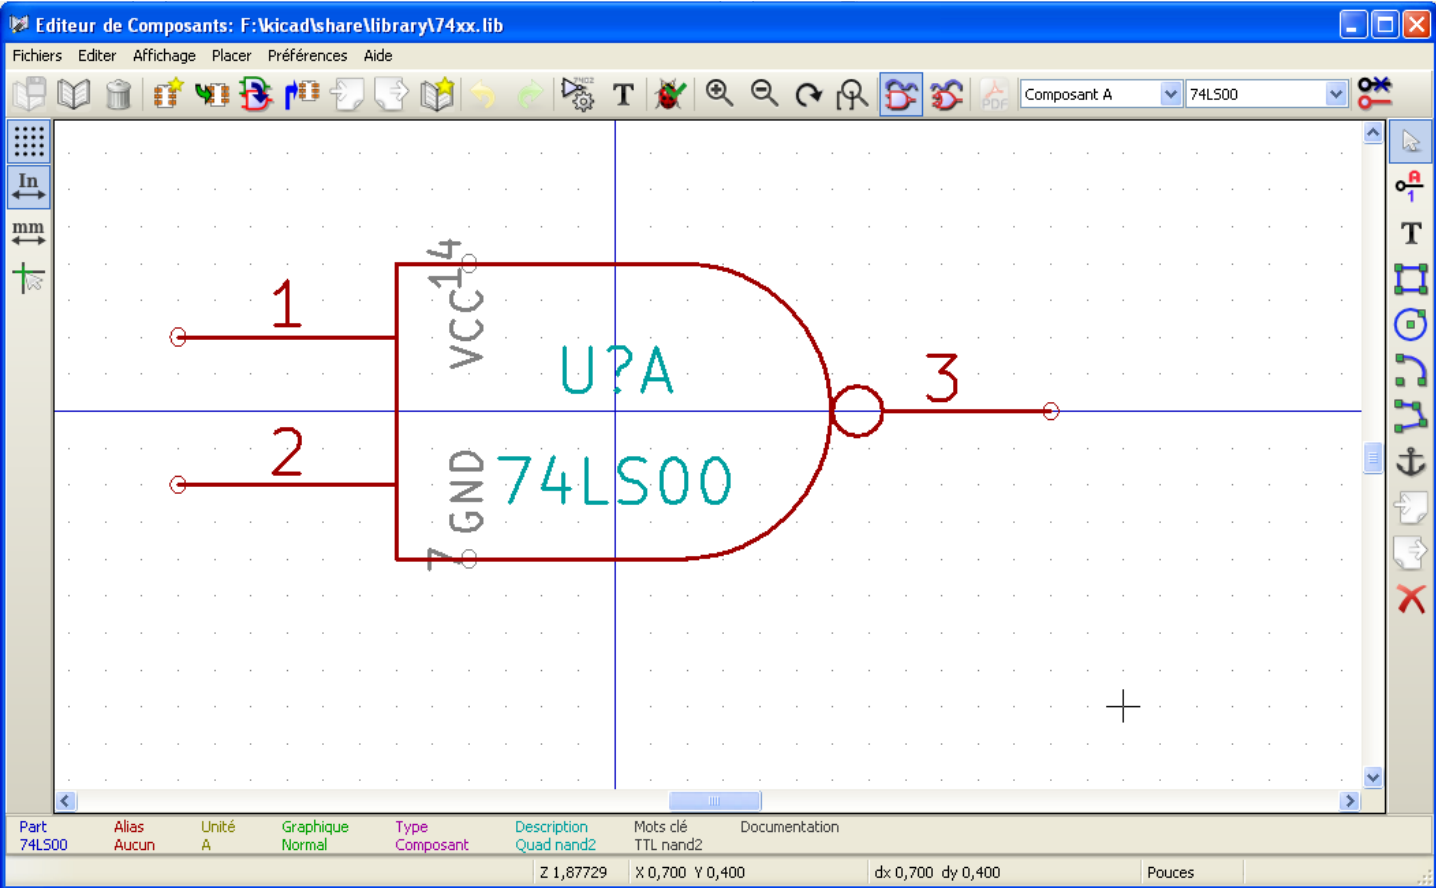 Editeur de Composants: F:\kicad\share\library\74xx.lib
Fichiers Editer Affichage Placer Préférences Aide
T PDF Composant A 74LS00
In
mm
A
1
T
14
VCC
1
U?A
3
2
GND
74LS00
7
Part Alias Unité Graphique Type Description Mots clé Documentation
74LS00 Aucun A Normal Composant Quad nand2 TTL nand2
Z 1,87729 X 0,700 Y 0,400 dx 0,700 dy 0,400 Pouces